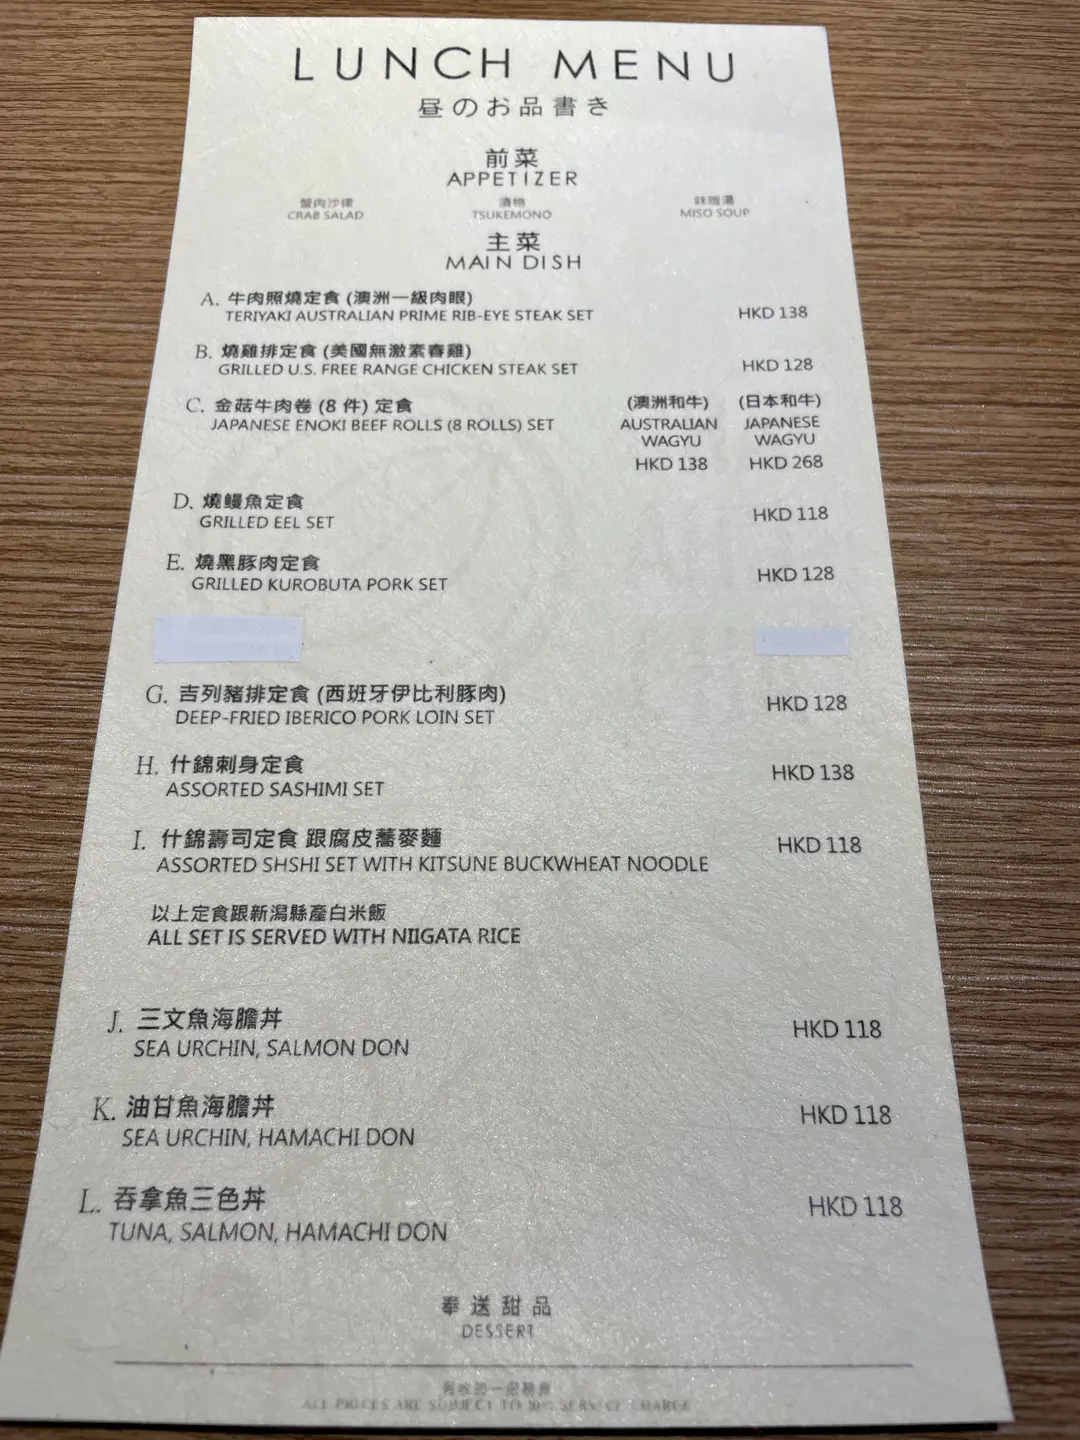 LUNCH MENU
昼のお品書き
前菜
APPETIZER
蟹肉沙律 漬物 味噌湯
CRAB SALAD TSUKEMONO MISO SOUP
主菜
MAIN DISH
A. 牛肉照燒定食 (澳洲一級肉眼)
TERIYAKI AUSTRALIAN PRIME RIB-EYE STEAK SET HKD 138
B. 燒雞排定食 (美國無激素春雞)
GRILLED U.S. FREE RANGE CHICKEN STEAK SET HKD 128
C. 金菇牛肉卷 (8 件) 定食 (澳洲和牛) (日本和牛)
JAPANESE ENOKI BEEF ROLLS (8 ROLLS) SET AUSTRALIAN JAPANESE
WAGYU WAGYU
HKD 138 HKD 268
D. 燒鰻魚定食
GRILLED EEL SET HKD 118
E. 燒黑豚肉定食
GRILLED KUROBUTA PORK SET HKD 128
G. 吉列豬排定食 (西班牙伊比利豚肉)
DEEP-FRIED IBERICO PORK LOIN SET HKD 128
H. 什錦刺身定食
ASSORTED SASHIMI SET HKD 138
I. 什錦壽司定食 跟腐皮蕎麥麵
ASSORTED SHSHI SET WITH KITSUNE BUCKWHEAT NOODLE HKD 118
以上定食跟新潟縣產白米飯
ALL SET IS SERVED WITH NIIGATA RICE
J. 三文魚海膽丼
SEA URCHIN, SALMON DON HKD 118
K. 油甘魚海膽丼
SEA URCHIN, HAMACHI DON HKD 118
L. 吞拿魚三色丼
TUNA, SALMON, HAMACHI DON HKD 118
奉送甜品
DESSERT
ALL PRICES ARE SUBJECT TO 10% SERVICE CHARGE